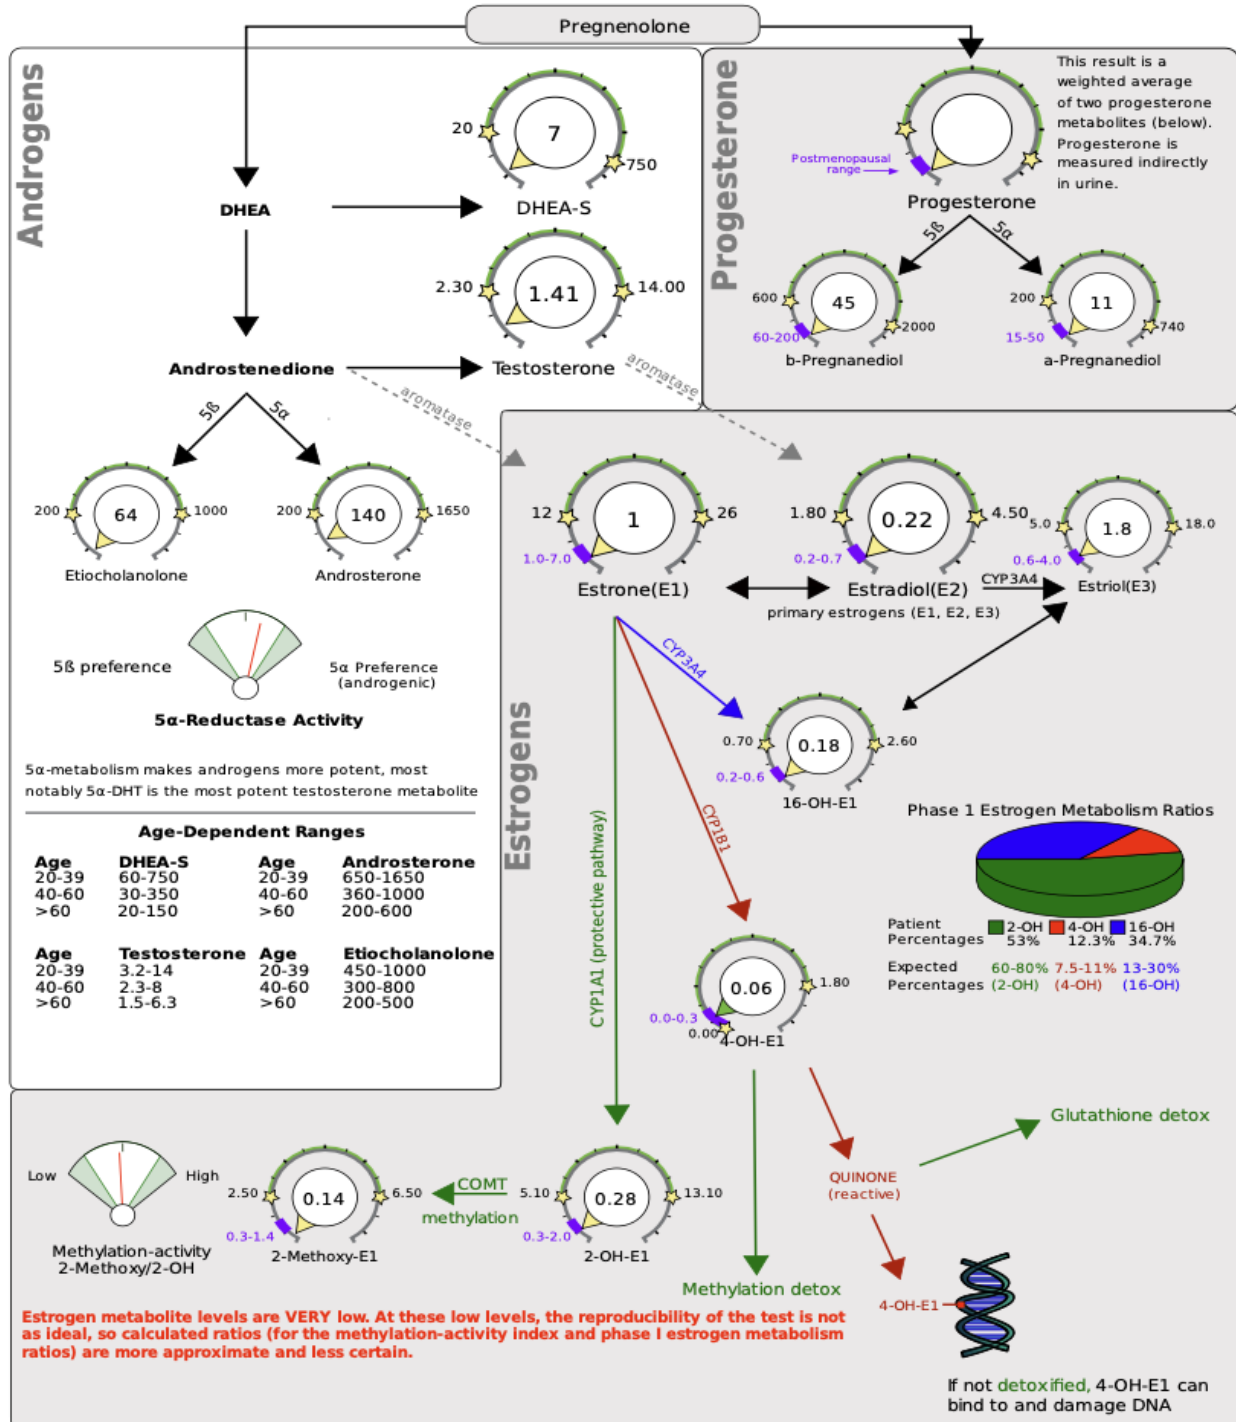 Pregnenolone
Androgens
DHEA
20
7
750
DHEA-S
2.30
1.41
14.00
Testosterone
Androstenedione
aromatase
aromatase
5ß
5α
200
64
1000
Etiocholanolone
200
140
1650
Androsterone
5ß preference
5α Preference
(androgenic)
5α-Reductase Activity
5α-metabolism makes androgens more potent, most
notably 5α-DHT is the most potent testosterone metabolite
Age-Dependent Ranges
Age DHEA-S Age Androsterone
20-39 60-750 20-39 650-1650
40-60 30-350 40-60 360-1000
>60 20-150 >60 200-600
Age Testosterone Age Etiocholanolone
20-39 3.2-14 20-39 450-1000
40-60 2.3-8 40-60 300-800
>60 1.5-6.3 >60 200-500
Progesterone
This result is a
weighted average
of two progesterone
metabolites (below).
Progesterone is
measured indirectly
in urine.
Postmenopausal
range
Progesterone
5ß
5α
600
45
60-200
2000
b-Pregnanediol
200
11
15-50
740
a-Pregnanediol
Estrogens
12
1
26
1.0-7.0
Estrone(E1)
1.80
0.22
4.50
0.2-0.7
Estradiol(E2)
CYP3A4
5.0
1.8
18.0
0.6-4.0
Estriol(E3)
primary estrogens (E1, E2, E3)
CYP3A4
0.70
0.18
2.60
0.2-0.6
16-OH-E1
CYP1B1
CYP1A1 (protective pathway)
Phase 1 Estrogen Metabolism Ratios
Patient
Percentages
2-OH 4-OH 16-OH
53% 12.3% 34.7%
Expected
Percentages
60-80% 7.5-11% 13-30%
(2-OH) (4-OH) (16-OH)
0.06
1.80
0.0-0.3
0.00
4-OH-E1
Glutathione detox
QUINONE
(reactive)
Low
High
Methylation-activity
2-Methoxy/2-OH
2.50
0.14
6.50
0.3-1.4
2-Methoxy-E1
COMT
methylation
5.10
0.28
13.10
0.3-2.0
2-OH-E1
Methylation detox
4-OH-E1
Estrogen metabolite levels are VERY low. At these low levels, the reproducibility of the test is not
as ideal, so calculated ratios (for the methylation-activity index and phase I estrogen metabolism
ratios) are more approximate and less certain.
If not detoxified, 4-OH-E1 can
bind to and damage DNA